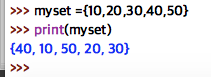 >>> myset ={10,20,30,40,50}
>>> print(myset)
{40, 10, 50, 20, 30}
>>>